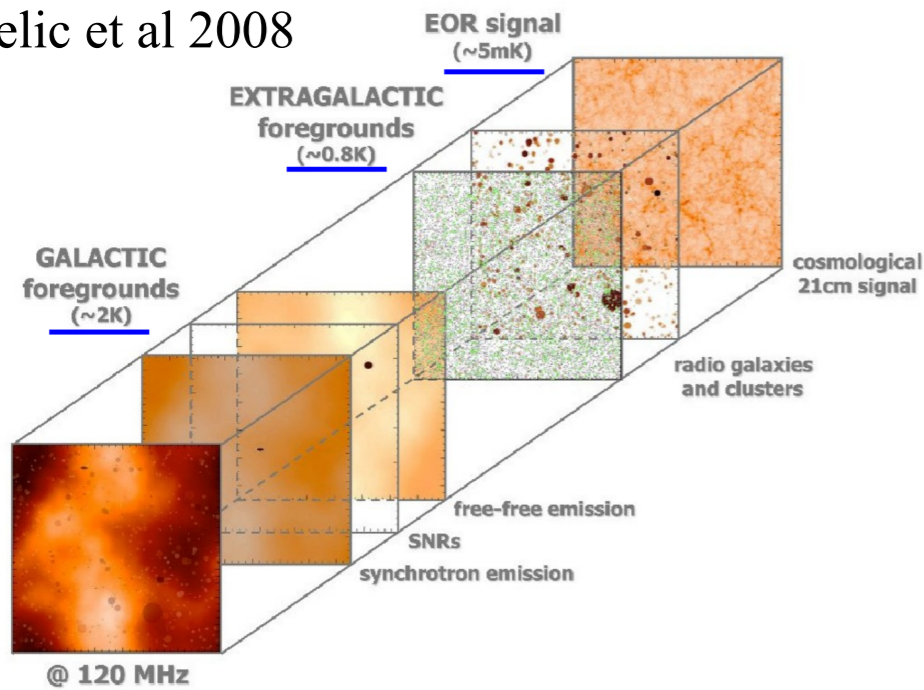 elic et al 2008
EOR signal
(~5mK)
EXTRAGALACTIC
foregrounds
(~0.8K)
GALACTIC
foregrounds
(~2K)
cosmological
21cm signal
radio galaxies
and clusters
free-free emission
SNRs
synchrotron emission
@ 120 MHz